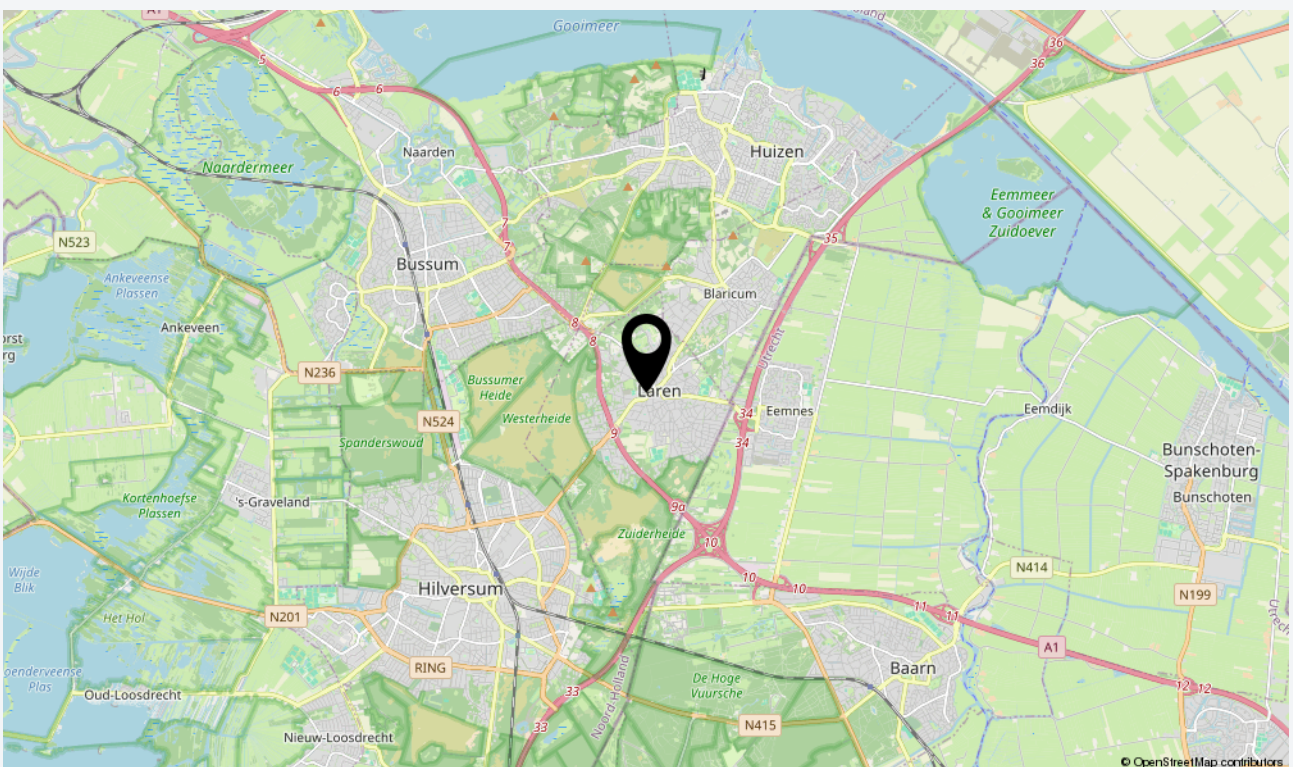 A1
Gooimeer
5
6
6
36
36
Naarden
Huizen
Naardermeer
Eemmeer
& Gooimeer
Zuidoever
7
7
35
N523
Bussum
Ankeveense
Plassen
Blaricum
Ankeveen
8
8
Utrecht
N236
Bussumer
Heide
Laren
1
Westerheide
34
Eemnes
Eemdijk
N524
9
34
Spanderswoud
Bunschoten-
Spakenburg
Bunschoten
's-Graveland
Kortenhoefse
Plassen
9a
Zuiderheide
10
Wijde
Blik
N414
10
10
Hilversum
N199
11
11
Het Hol
N201
A1
RING
Baarn
De Hoge
Vuursche
12
12
Plas
Oud-Loosdrecht
33
Noord-Holland
33
N415
Nieuw-Loosdrecht
© OpenStreetMap contributors